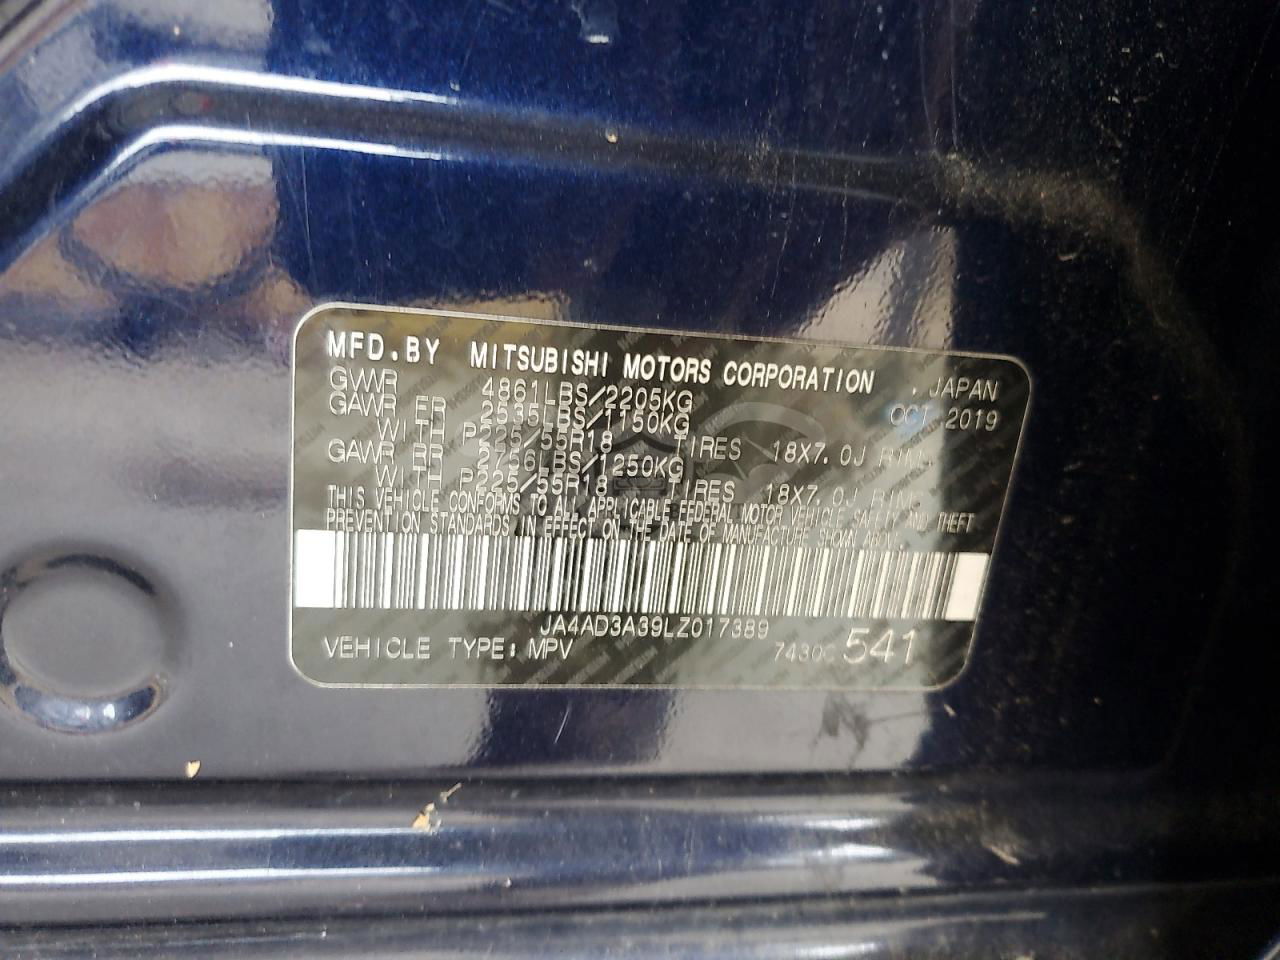 MFD.BY MITSUBISHI MOTORS CORPORATION , JAPAN
GVWR 4861LBS/2205KG OCT 2019
GAWR FR 2535LBS/1150KG
WITH P225/55R18 TIRES 18X7.0J RIMS
GAWR RR 2756LBS/1250KG
WITH P225/55R18 TIRES 18X7.0J RIMS
THIS VEHICLE CONFORMS TO ALL APPLICABLE FEDERAL MOTOR VEHICLE SAFETY AND THEFT
PREVENTION STANDARDS IN EFFECT ON THE DATE OF MANUFACTURE SHOWN ABOVE.
JA4AD3A39LZ017389
VEHICLE TYPE: MPV 7430C 541